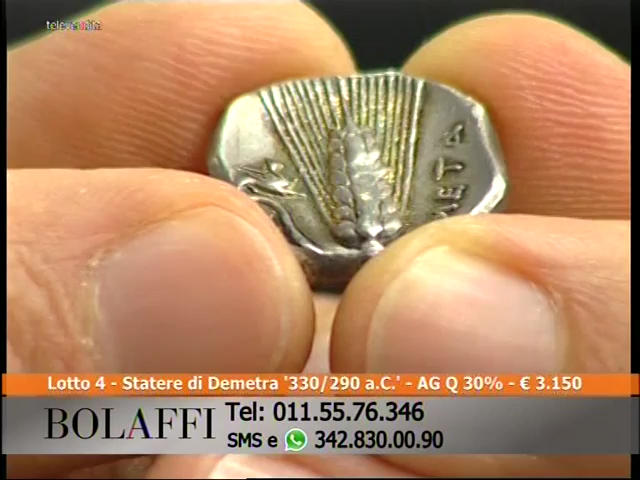 televendita
META
Lotto 4 - Statere di Demetra '330/290 a.C.' - AG Q 30% - € 3.150
BOLAFFI
Tel: 011.55.76.346
SMS e 342.830.00.90